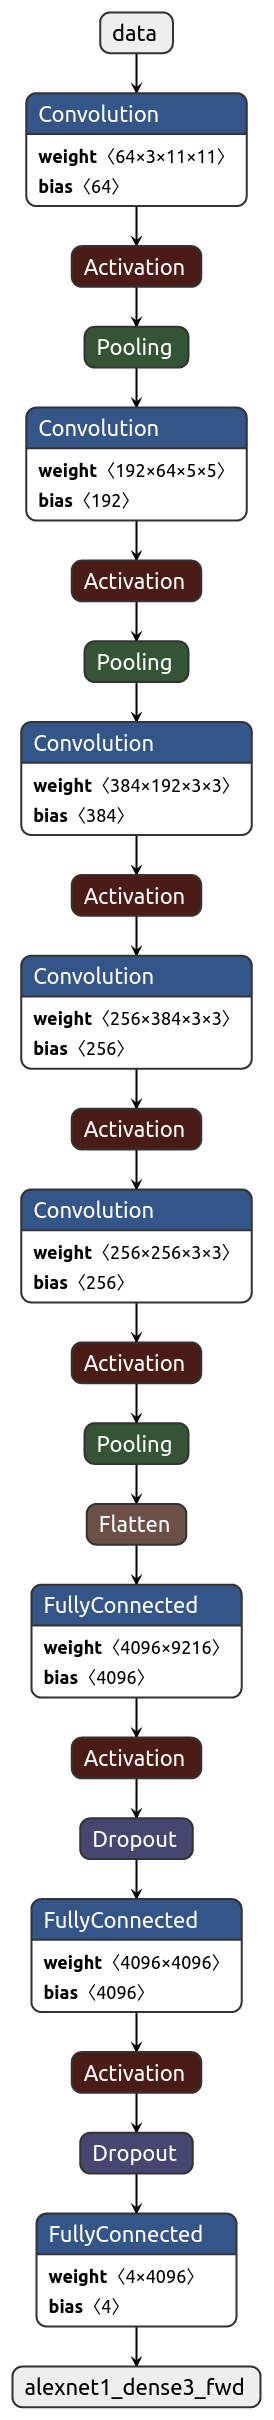 data
Convolution
weight〈64×3×11×11〉
bias〈64〉
Activation
Pooling
Convolution
weight〈192×64×5×5〉
bias〈192〉
Activation
Pooling
Convolution
weight〈384×192×3×3〉
bias〈384〉
Activation
Convolution
weight〈256×384×3×3〉
bias〈256〉
Activation
Convolution
weight〈256×256×3×3〉
bias〈256〉
Activation
Pooling
Flatten
FullyConnected
weight〈4096×9216〉
bias〈4096〉
Activation
Dropout
FullyConnected
weight〈4096×4096〉
bias〈4096〉
Activation
Dropout
FullyConnected
weight〈4×4096〉
bias〈4〉
alexnet1_dense3_fwd